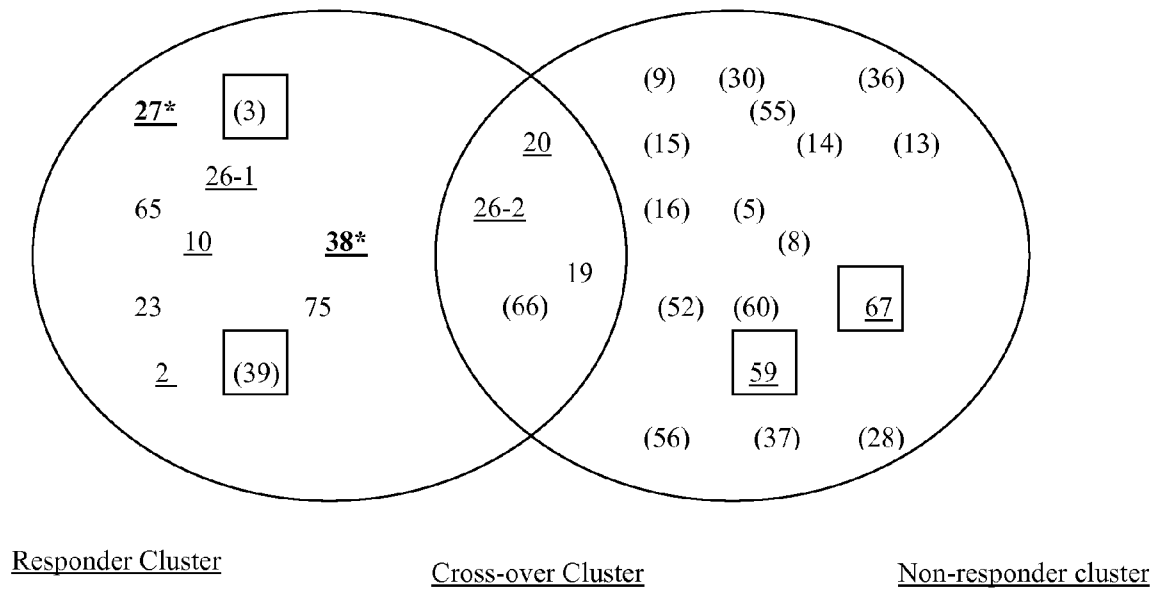 (9) (30) (36)
27* (3) (55)
20 (15) (14) (13)
26-1
65 26-2 (16) (5)
10 38* (8)
19
23 75 (66) (52) (60) 67
2 (39) 59
(56) (37) (28)
Responder Cluster Cross-over Cluster Non-responder cluster